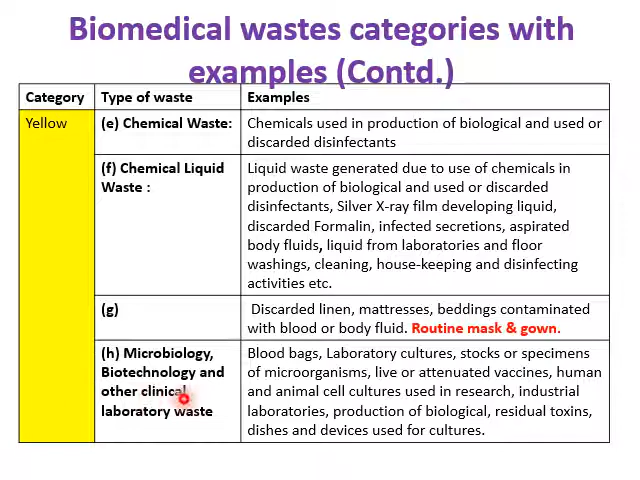 Biomedical wastes categories with
examples (Contd.)
Category Type of waste Examples
Yellow (e) Chemical Waste: Chemicals used in production of biological and used or
discarded disinfectants
(f) Chemical Liquid
Waste :
Liquid waste generated due to use of chemicals in
production of biological and used or discarded
disinfectants, Silver X-ray film developing liquid,
discarded Formalin, infected secretions, aspirated
body fluids, liquid from laboratories and floor
washings, cleaning, house-keeping and disinfecting
activities etc.
(g) Discarded linen, mattresses, beddings contaminated
with blood or body fluid. Routine mask & gown.
(h) Microbiology,
Biotechnology and
other clinical
laboratory waste
Blood bags, Laboratory cultures, stocks or specimens
of microorganisms, live or attenuated vaccines, human
and animal cell cultures used in research, industrial
laboratories, production of biological, residual toxins,
dishes and devices used for cultures.